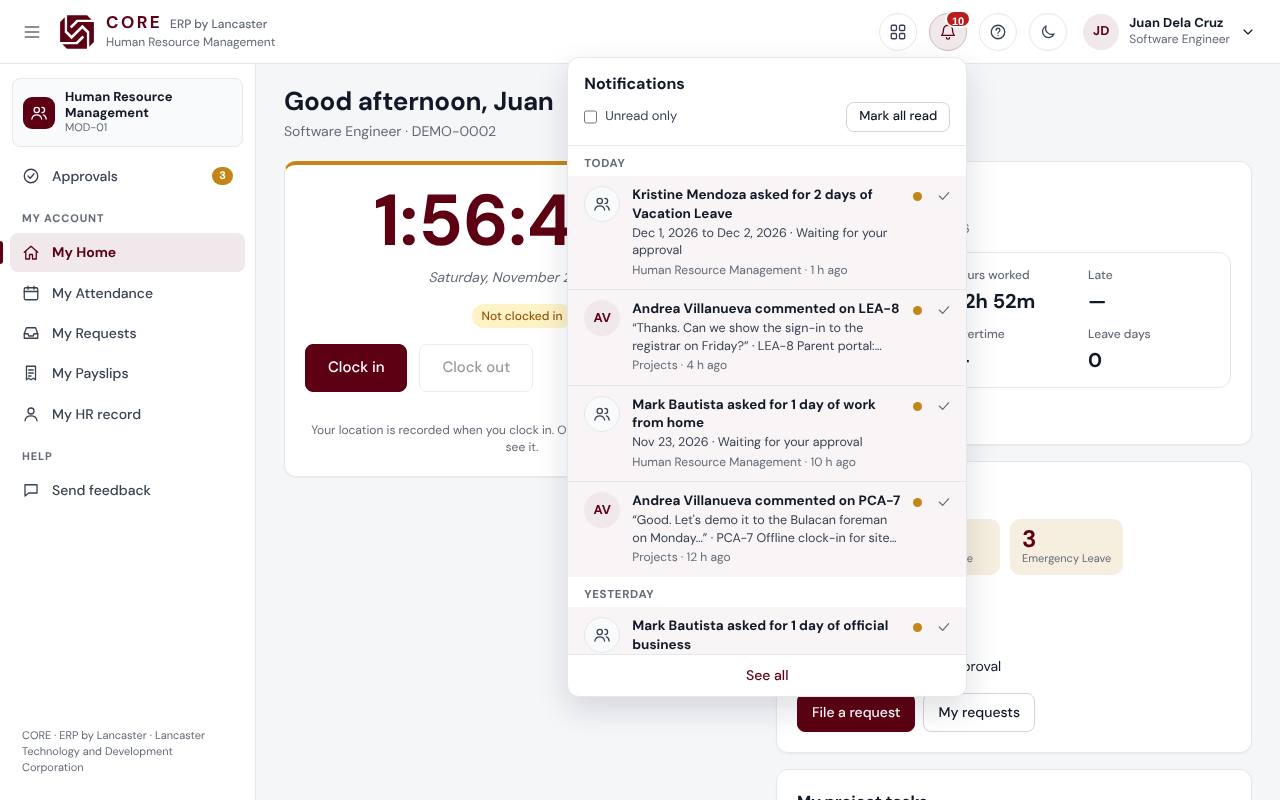 CORE ERP by Lancaster
Human Resource Management
10
JD
Juan Dela Cruz
Software Engineer
Human Resource
Management
MOD-01
Approvals
3
MY ACCOUNT
My Home
My Attendance
My Requests
My Payslips
My HR record
HELP
Send feedback
CORE · ERP by Lancaster · Lancaster
Technology and Development
Corporation
Good afternoon, Juan
Software Engineer · DEMO-0002
1:56:4
Saturday, November 2
Not clocked in
Clock in
Clock out
Your location is recorded when you clock in. O
see it.
Notifications
Unread only
Mark all read
TODAY
Kristine Mendoza asked for 2 days of
Vacation Leave
Dec 1, 2026 to Dec 2, 2026 · Waiting for your
approval
Human Resource Management · 1 h ago
AV
Andrea Villanueva commented on LEA-8
“Thanks. Can we show the sign-in to the
registrar on Friday?” · LEA-8 Parent portal:…
Projects · 4 h ago
Mark Bautista asked for 1 day of work
from home
Nov 23, 2026 · Waiting for your approval
Human Resource Management · 10 h ago
AV
Andrea Villanueva commented on PCA-7
“Good. Let's demo it to the Bulacan foreman
on Monday…” · PCA-7 Offline clock-in for site…
Projects · 12 h ago
YESTERDAY
Mark Bautista asked for 1 day of official
business
See all
urs worked
Late
2h 52m
—
ertime
Leave days
0
3
Emergency Leave
proval
File a request
My requests
My project tasks